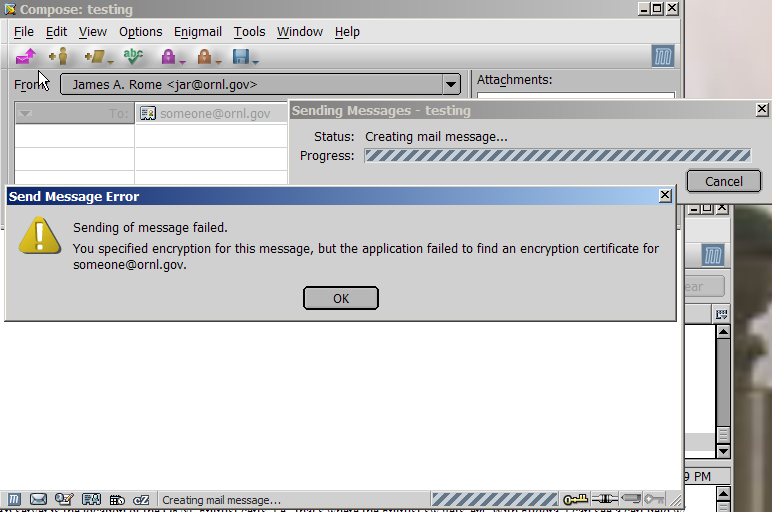 Compose: testing
File Edit View Options Enigmail Tools Window Help
From: James A. Rome <jar@ornl.gov>
Attachments:
To: someone@ornl.gov
Sending Messages - testing
Status: Creating mail message...
Progress:
Cancel
Send Message Error
Sending of message failed.
You specified encryption for this message, but the application failed to find an encryption certificate for
someone@ornl.gov.
OK
ear
9 PM
Creating mail message...